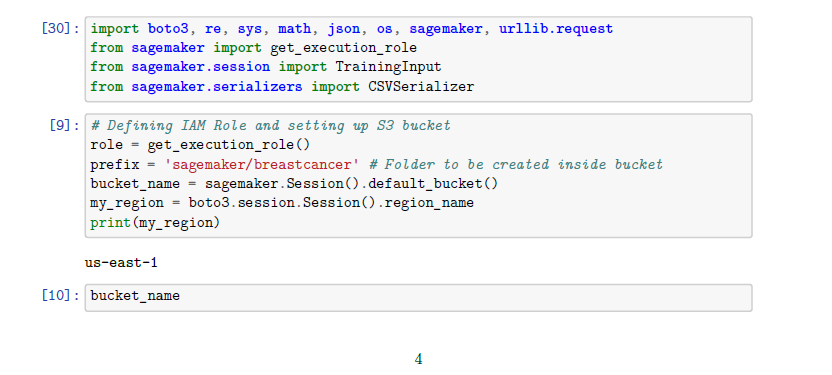 [30]: import boto3, re, sys, math, json, os, sagemaker, urllib.request
from sagemaker import get_execution_role
from sagemaker.session import TrainingInput
from sagemaker.serializers import CSVSerializer
[9]: # Defining IAM Role and setting up S3 bucket
role = get_execution_role()
prefix = 'sagemaker/breastcancer' # Folder to be created inside bucket
bucket_name = sagemaker.Session().default_bucket()
my_region = boto3.session.Session().region_name
print(my_region)
us-east-1
[10]: bucket_name
4